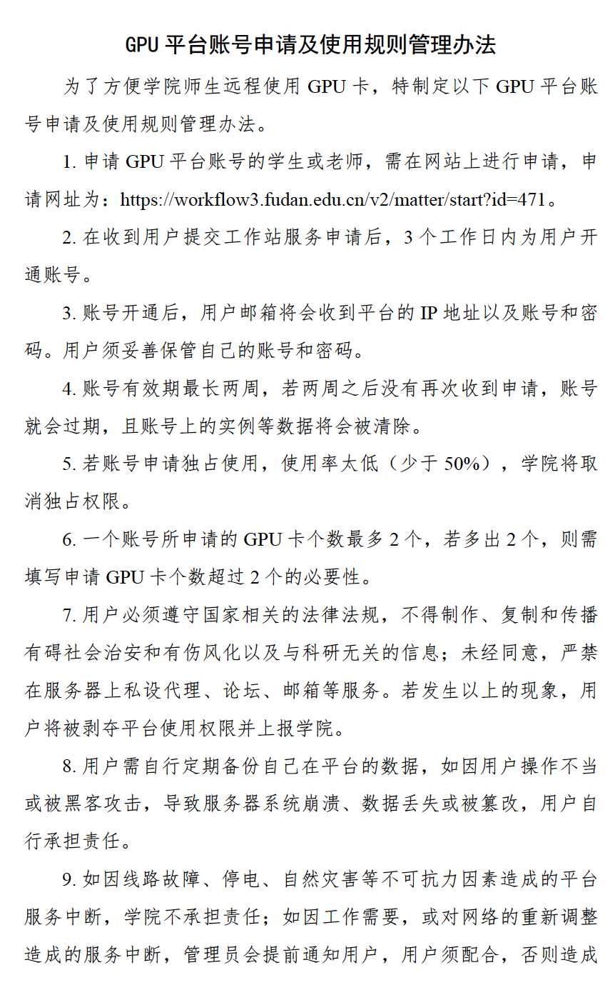 GPU 平台账号申请及使用规则管理办法
为了方便学院师生远程使用 GPU 卡，特制定以下 GPU 平台账
号申请及使用规则管理办法。
1. 申请 GPU 平台账号的学生或老师，需在网站上进行申请，申
请网址为：https://workflow3.fudan.edu.cn/v2/matter/start?id=471。
2. 在收到用户提交工作站服务申请后，3 个工作日内为用户开
通账号。
3. 账号开通后，用户邮箱将会收到平台的 IP 地址以及账号和密
码。用户须妥善保管自己的账号和密码。
4. 账号有效期最长两周，若两周之后没有再次收到申请，账号
就会过期，且账号上的实例等数据将会被清除。
5. 若账号申请独占使用，使用率太低（少于 50%），学院将取
消独占权限。
6. 一个账号所申请的 GPU 卡个数最多 2 个，若多出 2 个，则需
填写申请 GPU 卡个数超过 2 个的必要性。
7. 用户必须遵守国家相关的法律法规，不得制作、复制和传播
有碍社会治安和有伤风化以及与科研无关的信息；未经同意，严禁
在服务器上私设代理、论坛、邮箱等服务。若发生以上的现象，用
户将被剥夺平台使用权限并上报学院。
8. 用户需自行定期备份自己在平台的数据，如因用户操作不当
或被黑客攻击，导致服务器系统崩溃、数据丢失或被篡改，用户自
行承担责任。
9. 如因线路故障、停电、自然灾害等不可抗力因素造成的平台
服务中断，学院不承担责任；如因工作需要，或对网络的重新调整
造成的服务中断，管理员会提前通知用户，用户须配合，否则造成